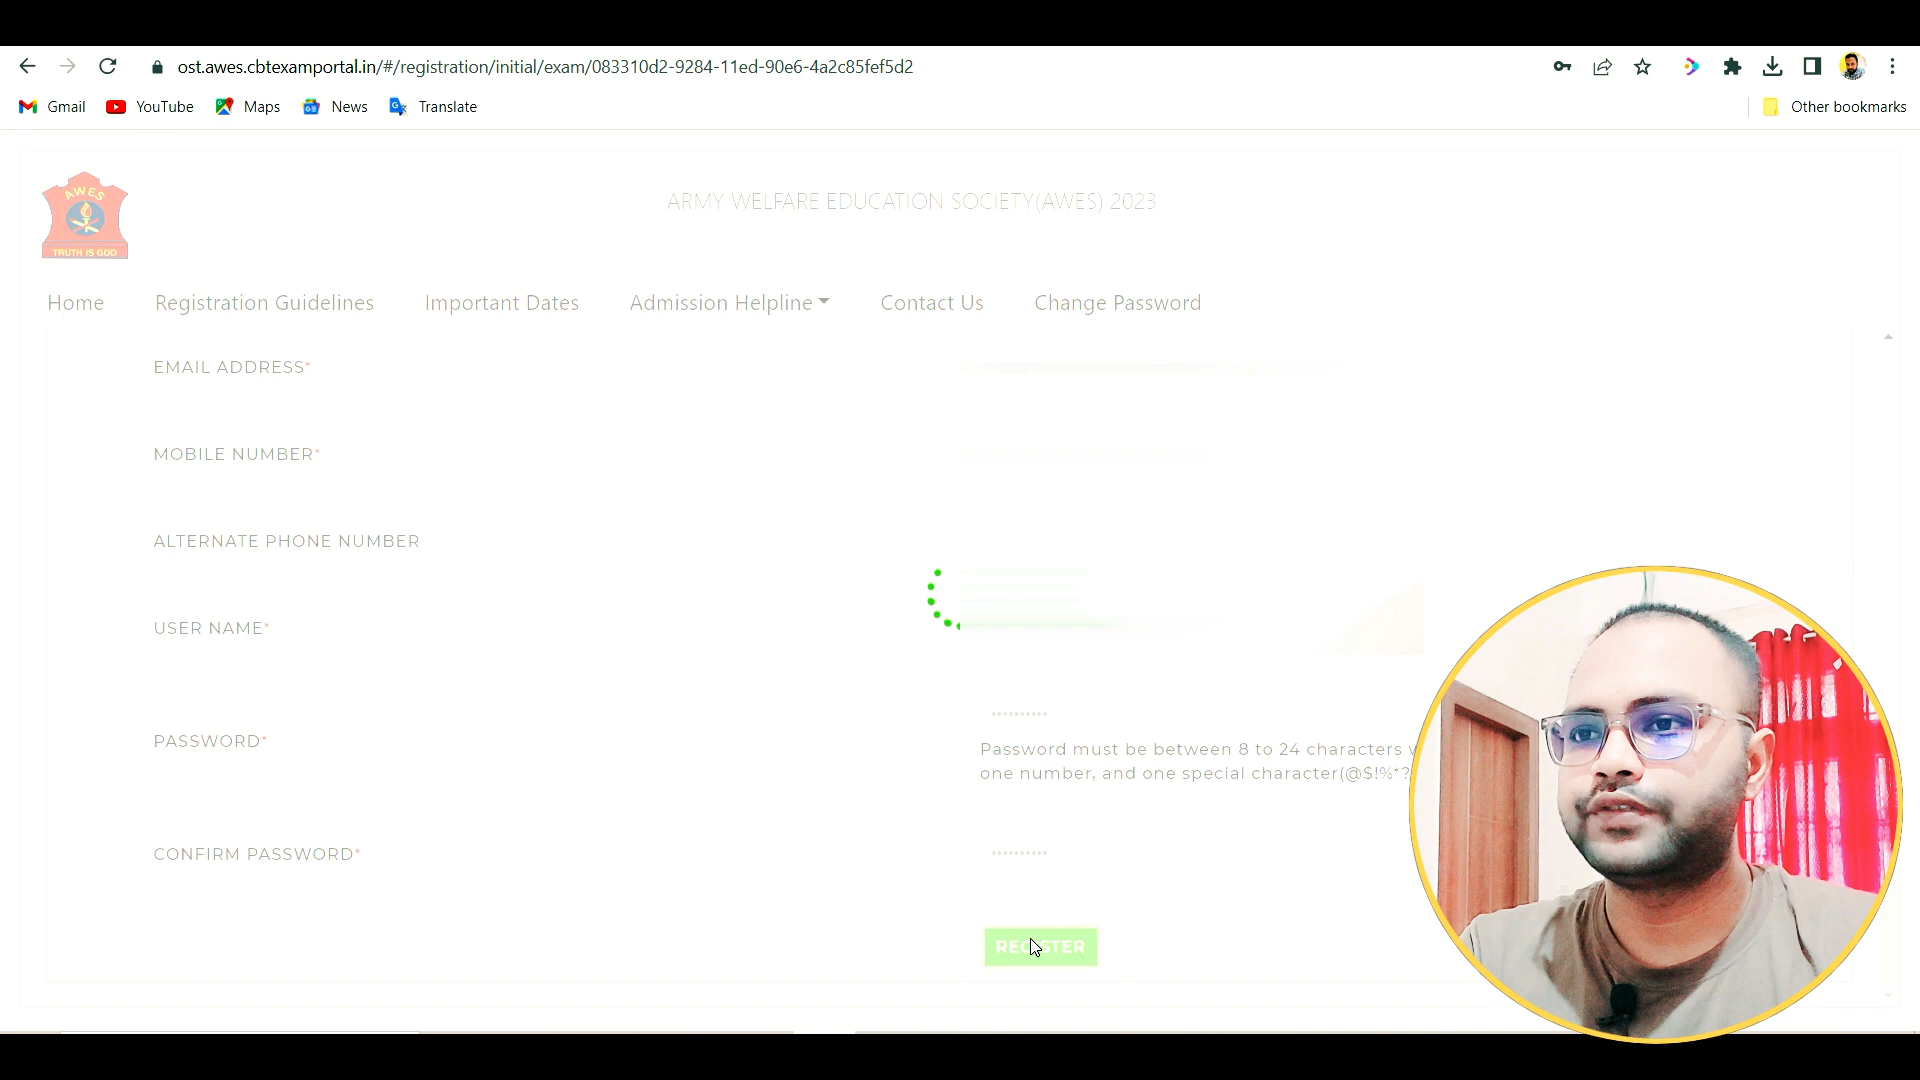 ost.awes.cbtexamportal.in/#/registration/initial/exam/083310d2-9284-11ed-90e6-4a2c85fef5d2
Gmail YouTube Maps News Translate Other bookmarks
AWES
TRUTH IS GOD
ARMY WELFARE EDUCATION SOCIETY(AWES) 2023
Home Registration Guidelines Important Dates Admission Helpline Contact Us Change Password
EMAIL ADDRESS*
MOBILE NUMBER*
ALTERNATE PHONE NUMBER
USER NAME*
PASSWORD*
Password must be between 8 to 24 characters
one number, and one special character(@$!%*?
CONFIRM PASSWORD*
REGISTER